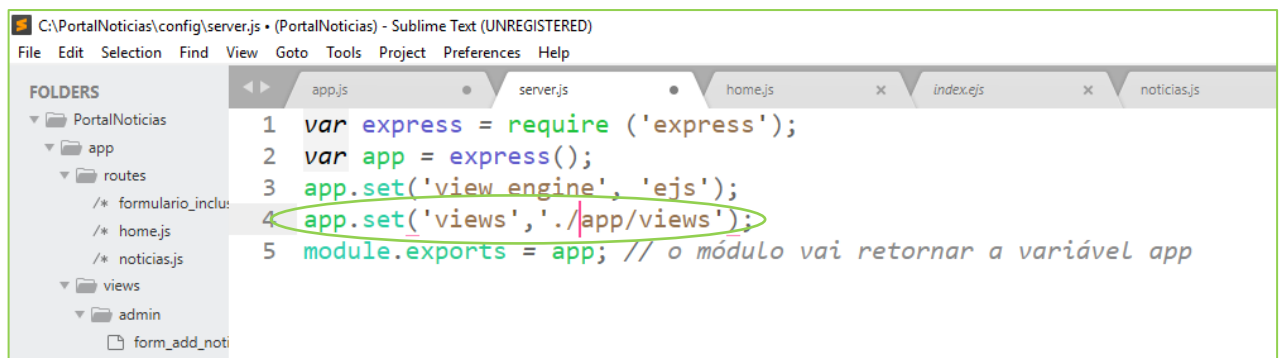 C:\PortalNoticias\config\server.js • (PortalNoticias) - Sublime Text (UNREGISTERED)
File Edit Selection Find View Goto Tools Project Preferences Help
FOLDERS
PortalNoticias
app
routes
/* formulario_inclus
/* home.js
/* noticias.js
views
admin
form_add_noti
app.js server.js home.js index.ejs noticias.js
1 var express = require ('express');
2 var app = express();
3 app.set('view engine', 'ejs');
4 app.set('views','./app/views');
5 module.exports = app; // o módulo vai retornar a variável app